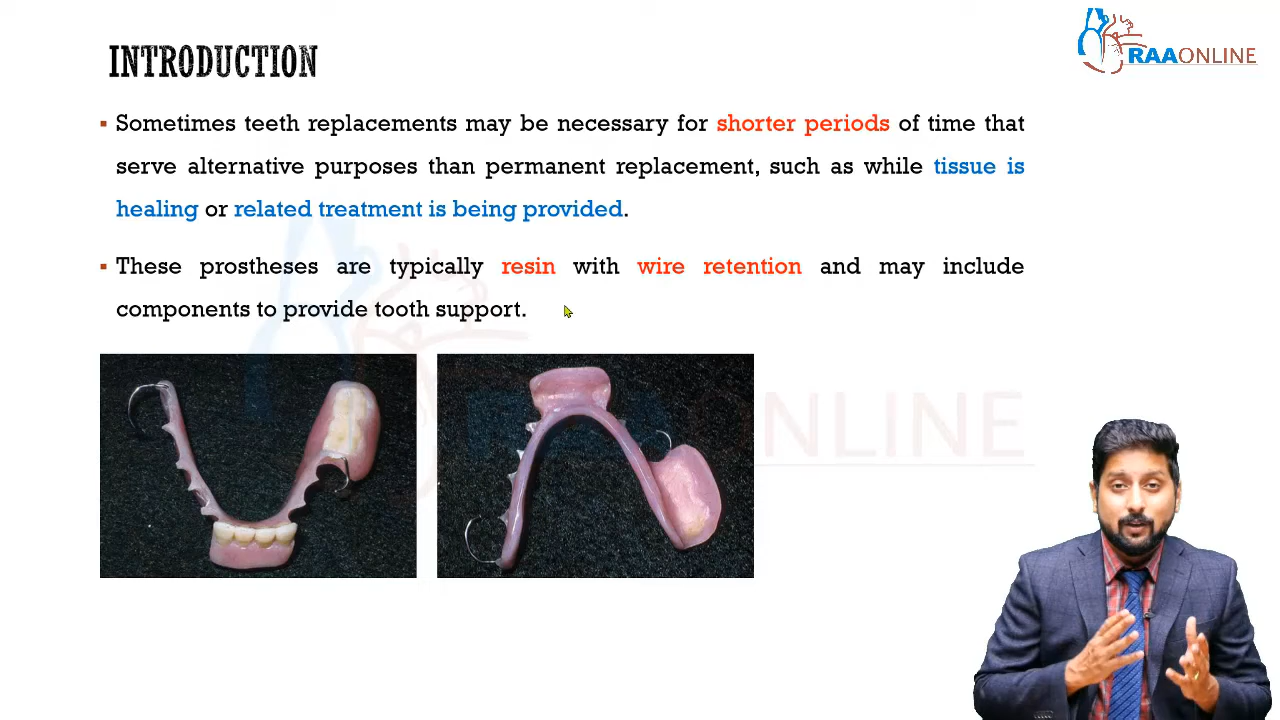 INTRODUCTION
RAAONLINE
▪ Sometimes teeth replacements may be necessary for shorter periods of time that
serve alternative purposes than permanent replacement, such as while tissue is
healing or related treatment is being provided.
▪ These prostheses are typically resin with wire retention and may include
components to provide tooth support.
RAAONLINE